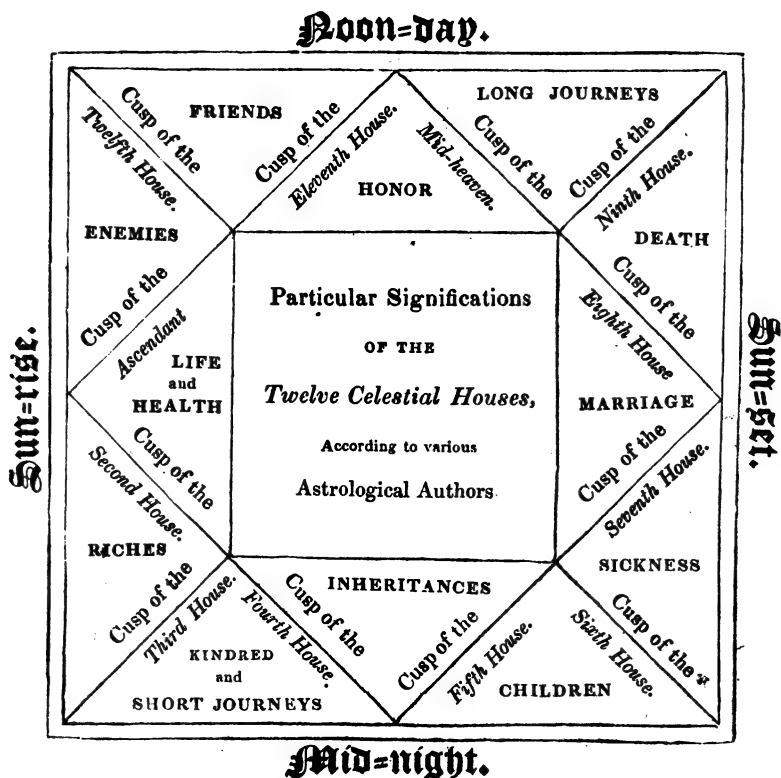 Noon=day.
LONG JOURNEYS
FRIENDS
Cusp of the
Twelfth House.
Cusp of the
Eleventh House.
HONOR
Cusp of the
Mid-heaven.
Cusp of the
Ninth House.
ENEMIES
DEATH
Cusp of the
Ascendant
Cusp of the
Eighth House
Particular Significations
OF THE
Twelve Celestial Houses,
According to various
Astrological Authors
Sun=rise.
Sun=set.
LIFE
and
HEALTH
MARRIAGE
Cusp of the
Second House.
Cusp of the
Seventh House.
RICHES
SICKNESS
Cusp of the
Third House.
Cusp of the
Fourth House.
INHERITANCES
Cusp of the
Fifth House.
Cusp of the
Sixth House.
KINDRED
and
SHORT JOURNEYS
CHILDREN
Mid=night.